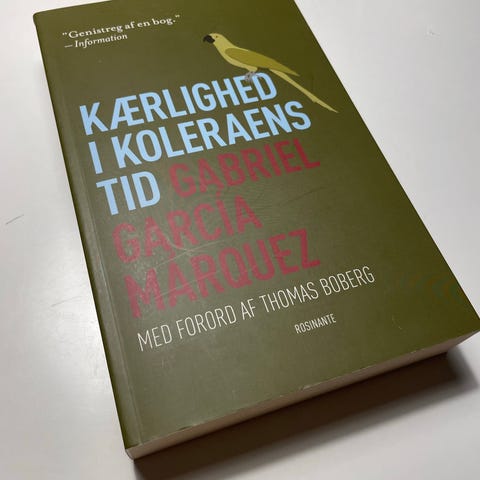 "Genistreg af en bog."
—Information
KÆRLIGHED
I KOLERAENS
TID GABRIEL
GARCÍA
MÁRQUEZ
MED FORORD AF THOMAS BOBERG
ROSINANTE